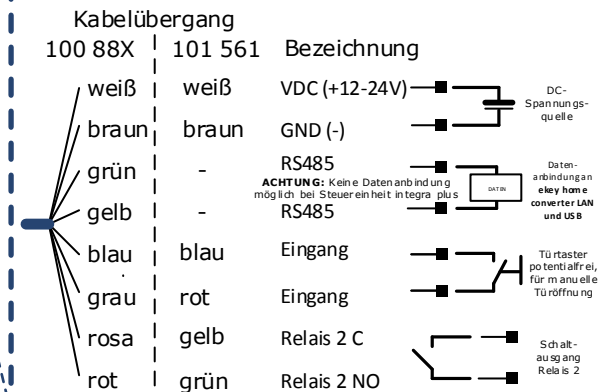 Kabelübergang
100 88X 101 561 Bezeichnung
weiß weiß VDC (+12-24V)
DC-
Spannungs-
quelle
braun braun GND (-)
grün - RS485
ACHTUNG: Keine Datenanbindung
möglich bei Steuereinheit integra plus
gelb - RS485
DATEN
Daten-
anbindung an
ekey home
converter LAN
und USB
blau blau Eingang
grau rot Eingang
Türtaster
potentialfrei,
für manuelle
Türöffnung
rosa gelb Relais 2 C
rot grün Relais 2 NO
Schalt-
ausgang
Relais 2